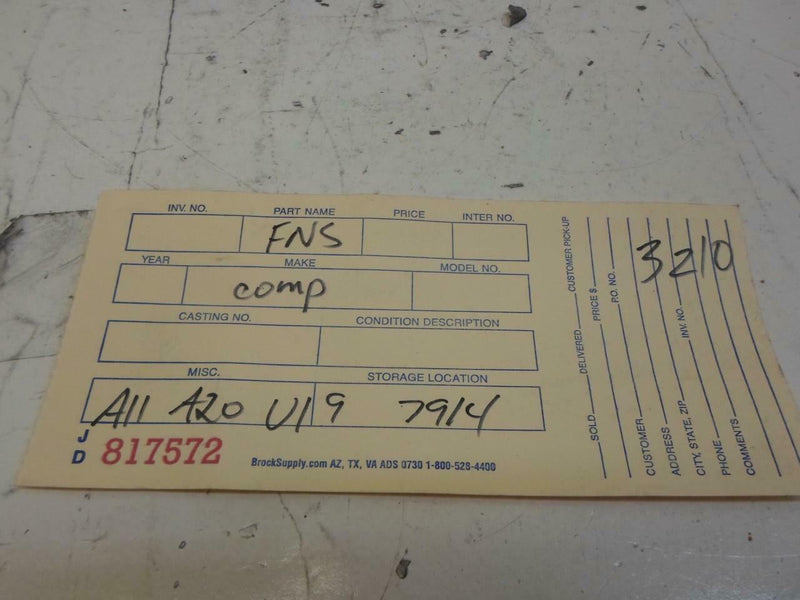 INV. NO. PART NAME PRICE INTER NO.
FNS
YEAR MAKE MODEL NO.
comp
CASTING NO. CONDITION DESCRIPTION
MISC. STORAGE LOCATION
A11 A20 U19 7914
JD 817572
BrockSupply.com AZ, TX, VA ADS 0730 1-800-528-4400
SOLD DELIVERED CUSTOMER PICK-UP
PRICE $
P.O. NO.
3210
CUSTOMER
ADDRESS
CITY, STATE, ZIP INV. NO.
PHONE
COMMENTS